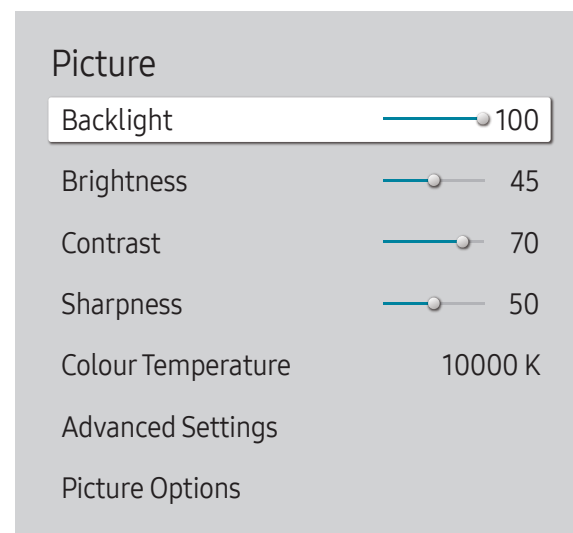 Picture
Backlight 100
Brightness 45
Contrast 70
Sharpness 50
Colour Temperature 10000 K
Advanced Settings
Picture Options